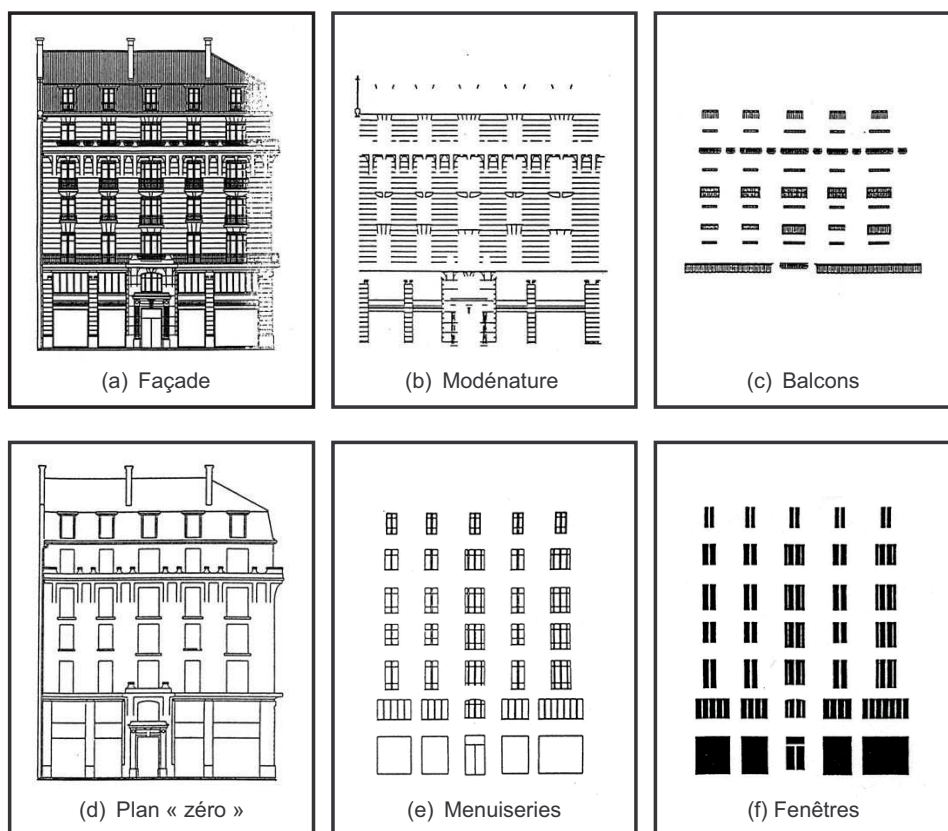 (a) Façade
(b) Modénature
(c) Balcons
(d) Plan « zéro »
(e) Menuiseries
(f) Fenêtres